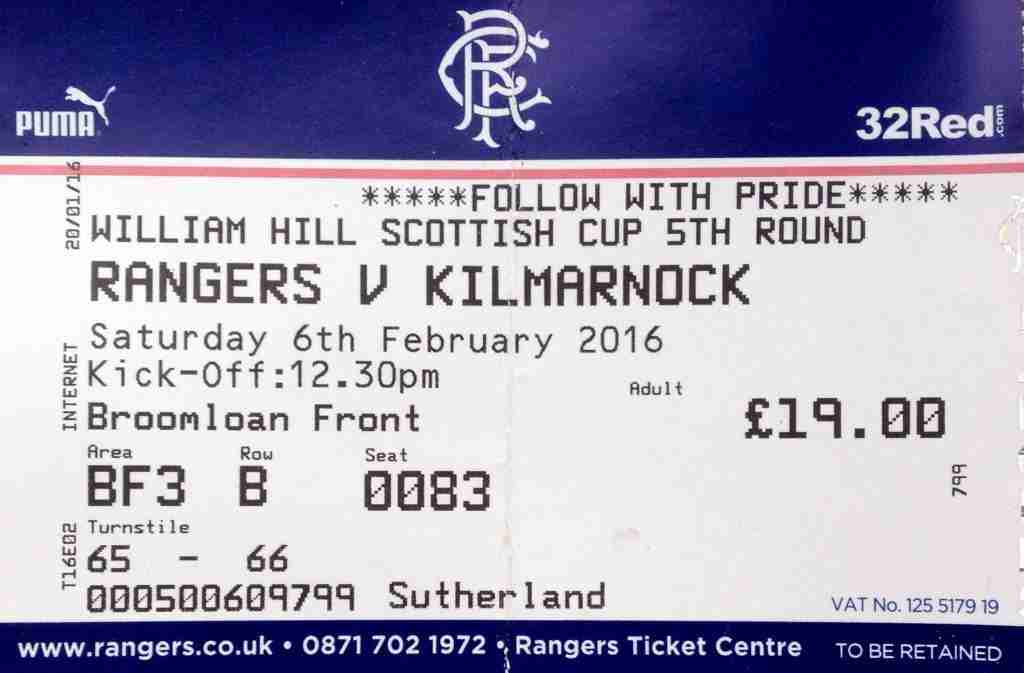 PUMA
32Red.com
*****FOLLOW WITH PRIDE*****
WILLIAM HILL SCOTTISH CUP 5TH ROUND
RANGERS V KILMARNOCK
Saturday 6th February 2016
Kick-Off:12.30pm
Adult
£19.00
Broomloan Front
Area Row Seat
BF3 B 0083
Turnstile
65 - 66
000500609799 Sutherland
20/01/16
INTERNET
T16E02
799
VAT No. 125 5179 19
www.rangers.co.uk • 0871 702 1972 • Rangers Ticket Centre TO BE RETAINED